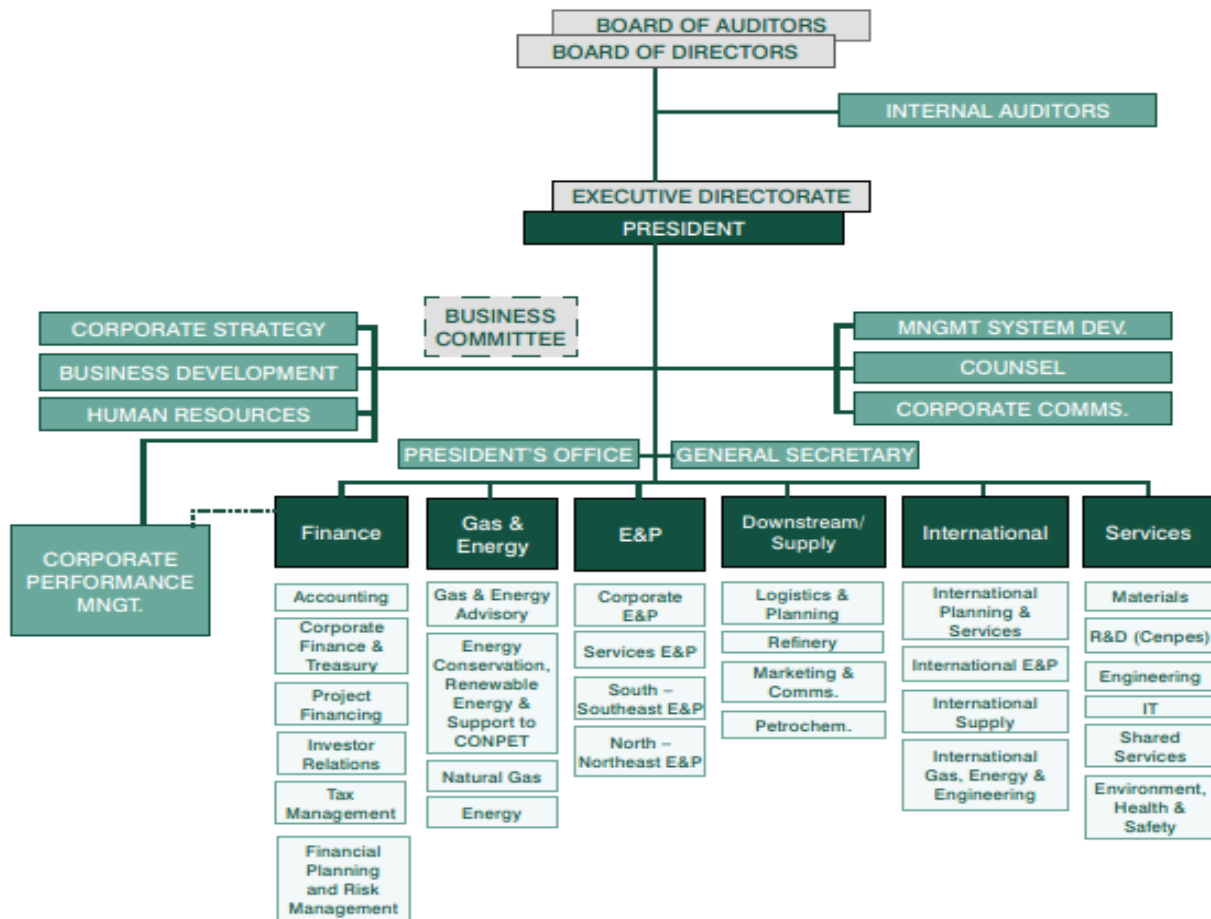 BOARD OF AUDITORS
BOARD OF DIRECTORS
INTERNAL AUDITORS
EXECUTIVE DIRECTORATE
PRESIDENT
BUSINESS
COMMITTEE
CORPORATE STRATEGY
BUSINESS DEVELOPMENT
HUMAN RESOURCES
MNGMT SYSTEM DEV.
COUNSEL
CORPORATE COMMS.
PRESIDENT'S OFFICE
GENERAL SECRETARY
CORPORATE
PERFORMANCE
MNGT.
Finance
Accounting
Corporate
Finance &
Treasury
Project
Financing
Investor
Relations
Tax
Management
Financial
Planning
and Risk
Management
Gas &
Energy
Gas & Energy
Advisory
Energy
Conservation,
Renewable
Energy &
Support to
CONPET
Natural Gas
Energy
E&P
Corporate
E&P
Services E&P
South –
Southeast E&P
North –
Northeast E&P
Downstream/
Supply
Logistics &
Planning
Refinery
Marketing &
Comms.
Petrochem.
International
International
Planning &
Services
International E&P
International
Supply
International
Gas, Energy &
Engineering
Services
Materials
R&D (Cenpes)
Engineering
IT
Shared
Services
Environment,
Health &
Safety